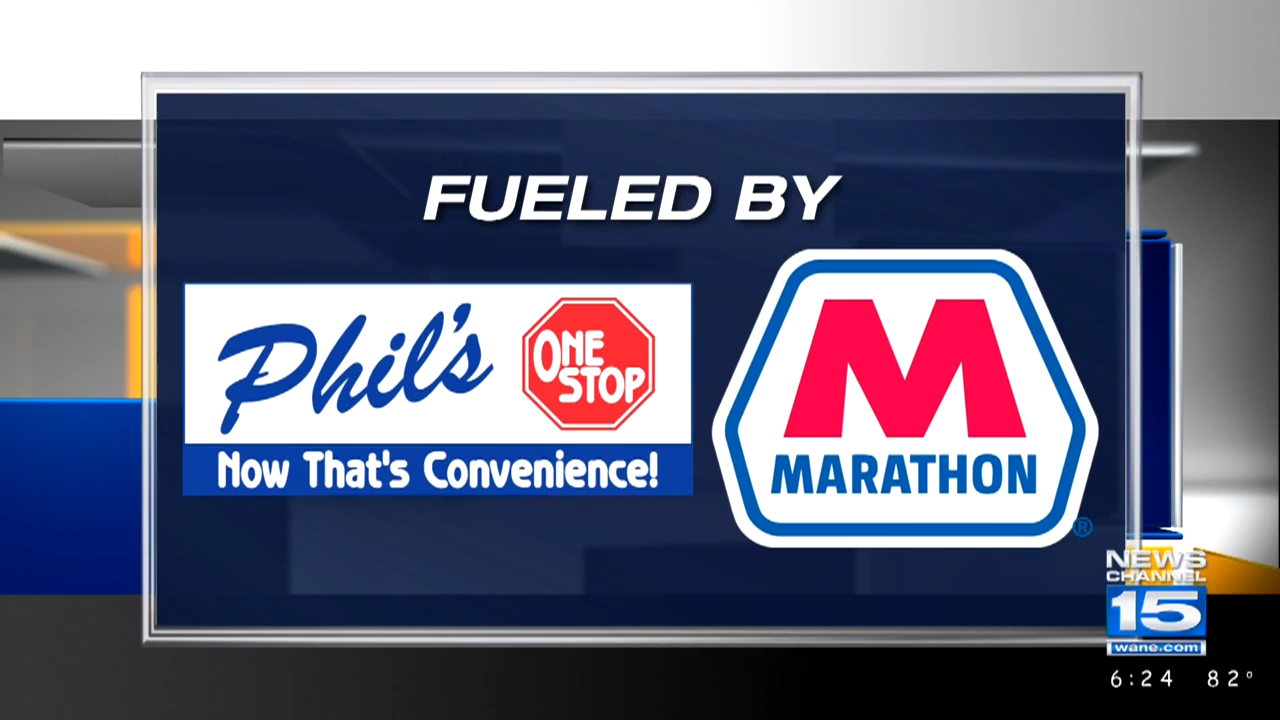 FUELED BY
Phil's
ONE
STOP
Now That's Convenience!
M
MARATHON
®
NEWS
CHANNEL
15
wane.com
6:24 82°